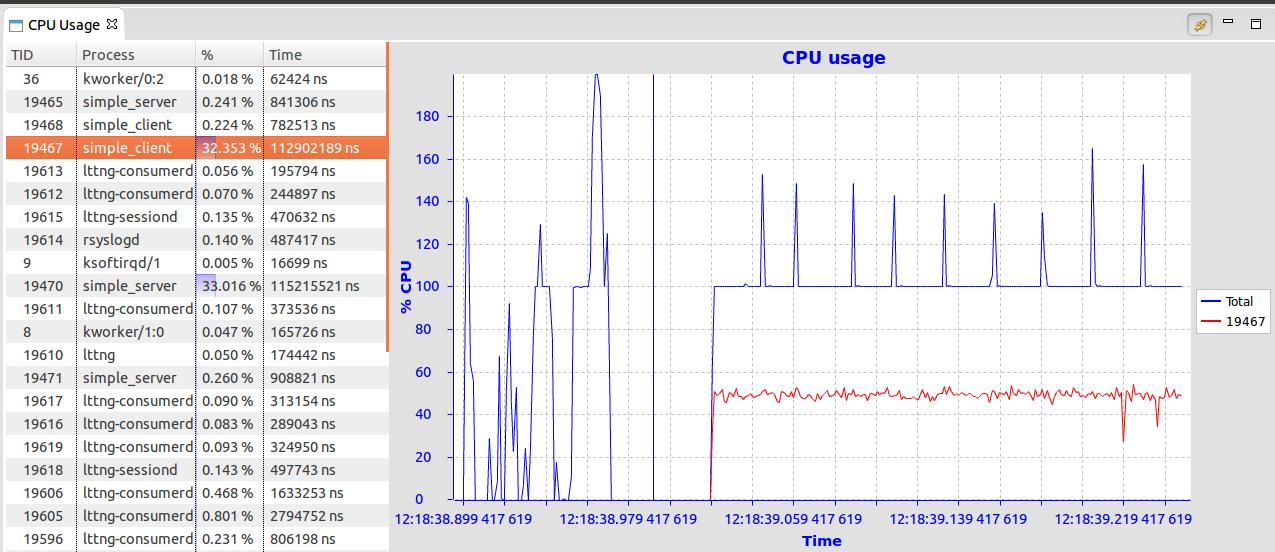 CPU Usage
TID Process % Time
36 kworker/0:2 0.018 % 62424 ns
19465 simple_server 0.241 % 841306 ns
19468 simple_client 0.224 % 782513 ns
19467 simple_client 32.353 % 112902189 ns
19613 lttng-consumerd 0.056 % 195794 ns
19612 lttng-consumerd 0.070 % 244897 ns
19615 lttng-sessiond 0.135 % 470632 ns
19614 rsyslogd 0.140 % 487417 ns
9 ksoftirqd/1 0.005 % 16699 ns
19470 simple_server 33.016 % 115215521 ns
19611 lttng-consumerd 0.107 % 373536 ns
8 kworker/1:0 0.047 % 165726 ns
19610 lttng 0.050 % 174442 ns
19471 simple_server 0.260 % 908821 ns
19617 lttng-consumerd 0.090 % 313154 ns
19616 lttng-consumerd 0.083 % 289043 ns
19619 lttng-consumerd 0.093 % 324950 ns
19618 lttng-sessiond 0.143 % 497743 ns
19606 lttng-consumerd 0.468 % 1633253 ns
19605 lttng-consumerd 0.801 % 2794752 ns
19596 lttng-consumerd 0.231 % 806198 ns
CPU usage
% CPU
180
160
140
120
100
80
60
40
20
0
12:18:38.899 417 619 12:18:38.979 417 619 12:18:39.059 417 619 12:18:39.139 417 619 12:18:39.219 417 619
Time
Total
19467